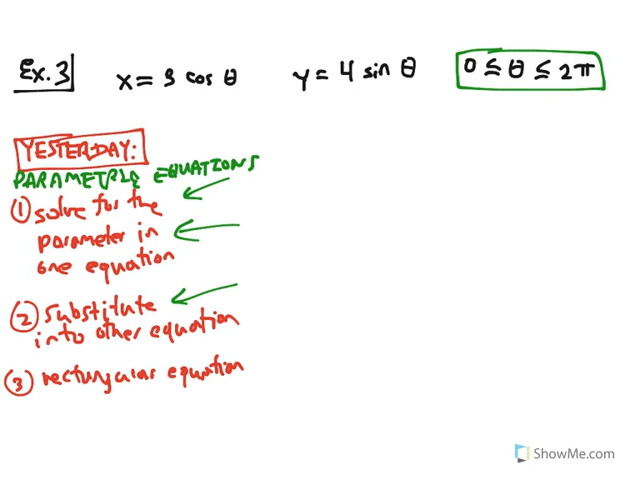 Ex. 3 x = 3 cos θ y = 4 sin θ 0 ≤ θ ≤ 2π
YESTERDAY:
PARAMETRIC EQUATIONS
① solve for the
parameter in
one equation
② substitute
into other equation
③ rectangular equation
ShowMe.com